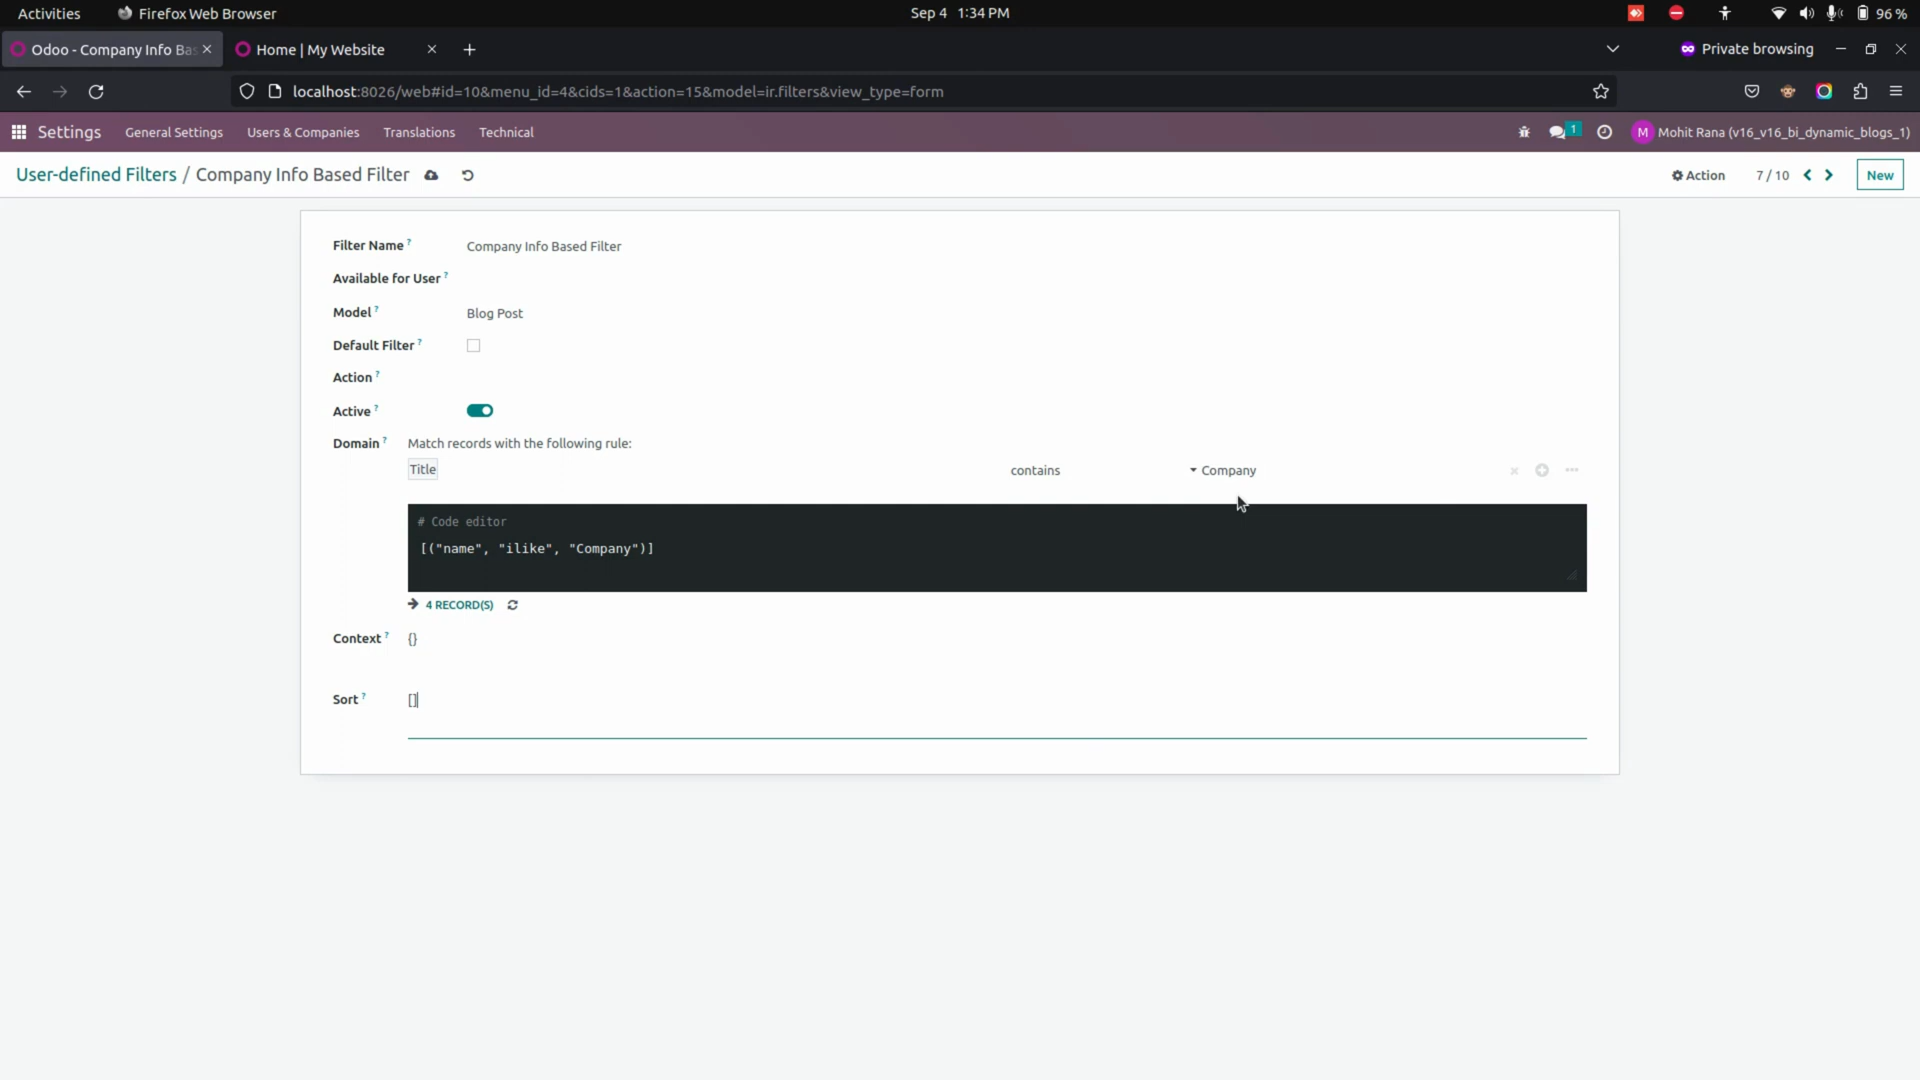 Activities
Firefox Web Browser
Sep 4 1:34 PM
96 %
Odoo - Company Info Bas
Home | My Website
Private browsing
localhost:8026/web#id=10&menu_id=4&cids=1&action=15&model=ir.filters&view_type=form
Settings
General Settings
Users & Companies
Translations
Technical
1
M
Mohit Rana (v16_v16_bi_dynamic_blogs_1)
User-defined Filters / Company Info Based Filter
Action
7 / 10
New
Filter Name ?
Company Info Based Filter
Available for User ?
Model ?
Blog Post
Default Filter ?
Action ?
Active ?
Domain ?
Match records with the following rule:
Title
contains
Company
# Code editor
[("name", "ilike", "Company")]
4 RECORD(S)
Context ?
{}
Sort ?
[]